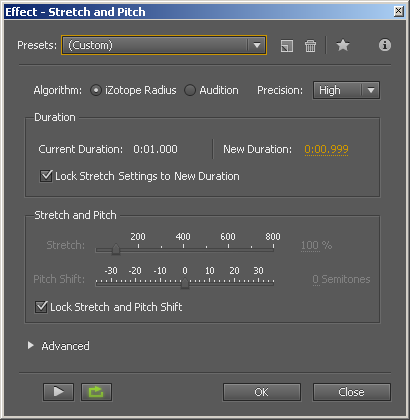 Effect - Stretch and Pitch
Presets: (Custom)
Algorithm: iZotope Radius Audition Precision: High
Duration
Current Duration: 0:01.000 New Duration: 0:00.999
Lock Stretch Settings to New Duration
Stretch and Pitch
200 400 600 800
Stretch: 100 %
-30 -20 -10 0 10 20 30
Pitch Shift: 0 Semitones
Lock Stretch and Pitch Shift
Advanced
OK Close